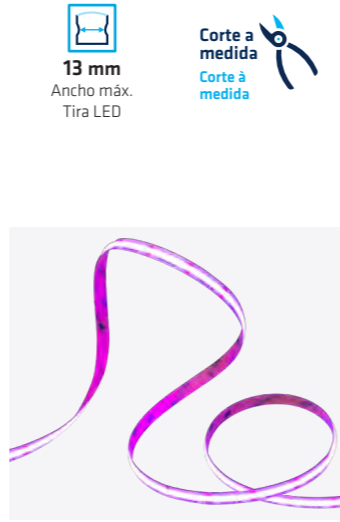 13 mm
Ancho máx.
Tira LED
Corte a
medida
Corte à
medida